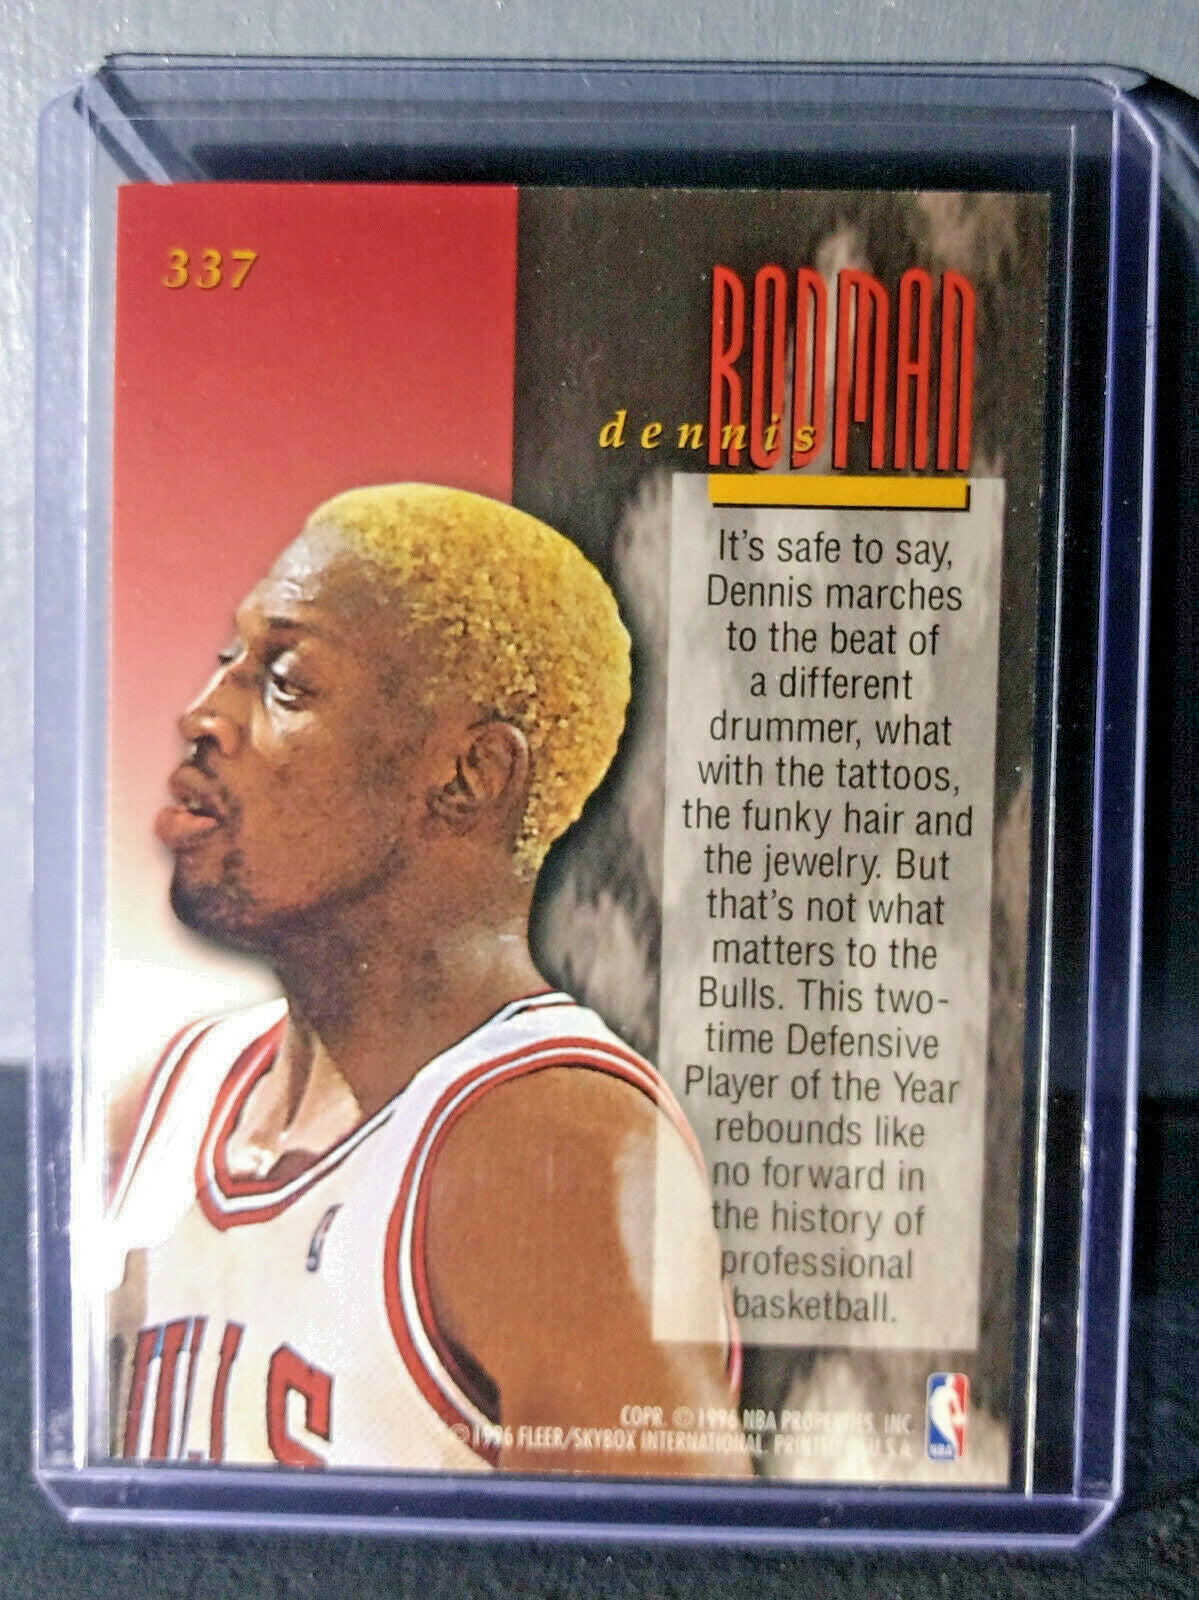 337
RODMAN
dennis
It's safe to say,
Dennis marches
to the beat of
a different
drummer, what
with the tattoos,
the funky hair and
the jewelry. But
that's not what
matters to the
Bulls. This two-
time Defensive
Player of the Year
rebounds like
no forward in
the history of
professional
basketball.
COPR. © 1996 NBA PROPERTIES, INC
© 1996 FLEER/SKYBOX INTERNATIONAL. PRINTED IN U.S.A.
NBA